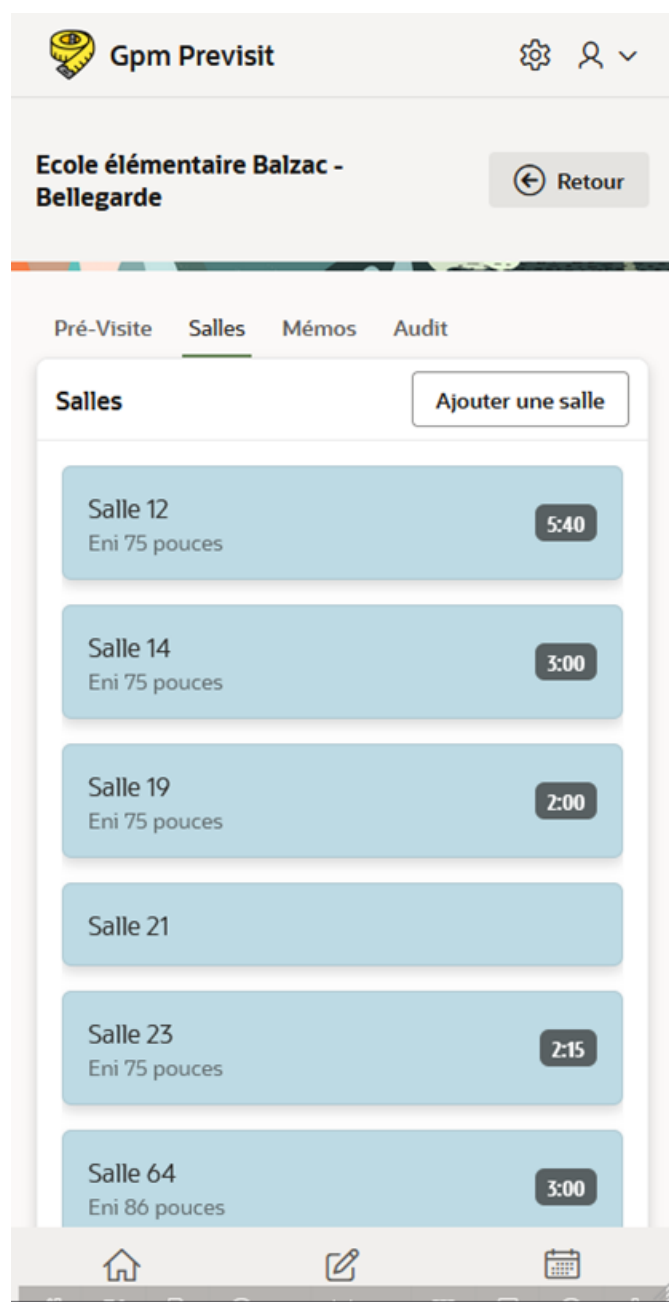 Gpm Previsit
Ecole élémentaire Balzac -
Bellegarde
Retour
Pré-Visite Salles Mémos Audit
Salles
Ajouter une salle
Salle 12
Eni 75 pouces
5:40
Salle 14
Eni 75 pouces
3:00
Salle 19
Eni 75 pouces
2:00
Salle 21
Salle 23
Eni 75 pouces
2:15
Salle 64
Eni 86 pouces
3:00